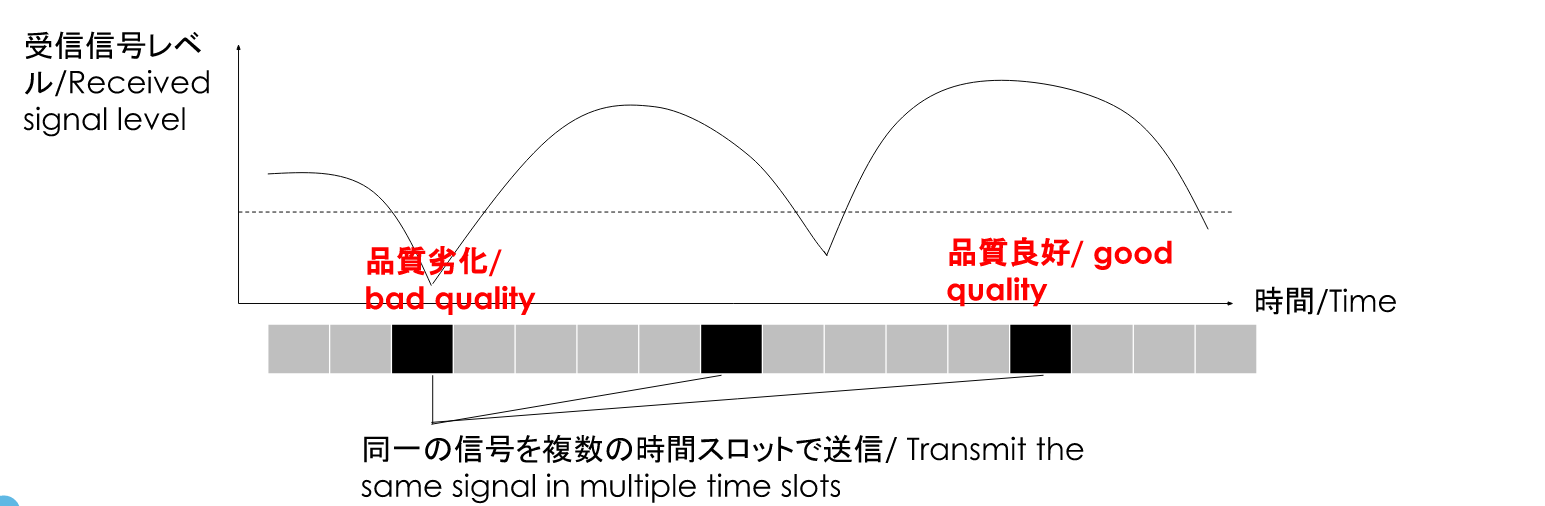 受信信号レベ
ル/Received
signal level
品質劣化/
bad quality
品質良好/ good
quality
時間/Time
同一の信号を複数の時間スロットで送信/ Transmit the
same signal in multiple time slots